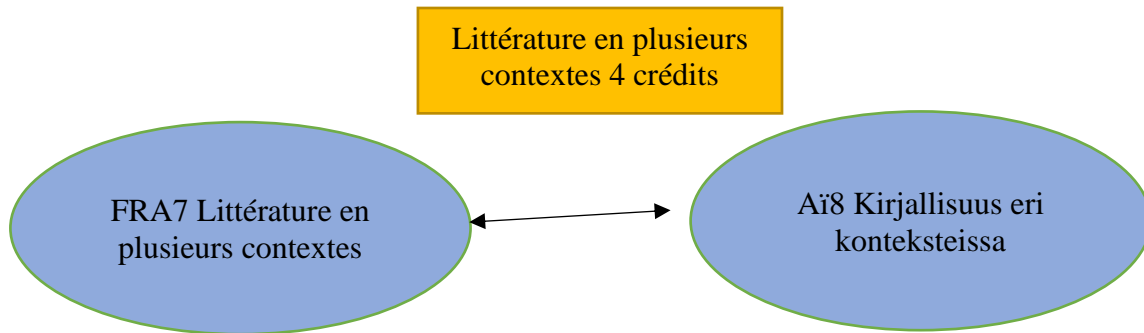 Littérature en plusieurs
contextes 4 crédits
FRA7 Littérature en
plusieurs contextes
Aï8 Kirjallisuus eri
konteksteissa